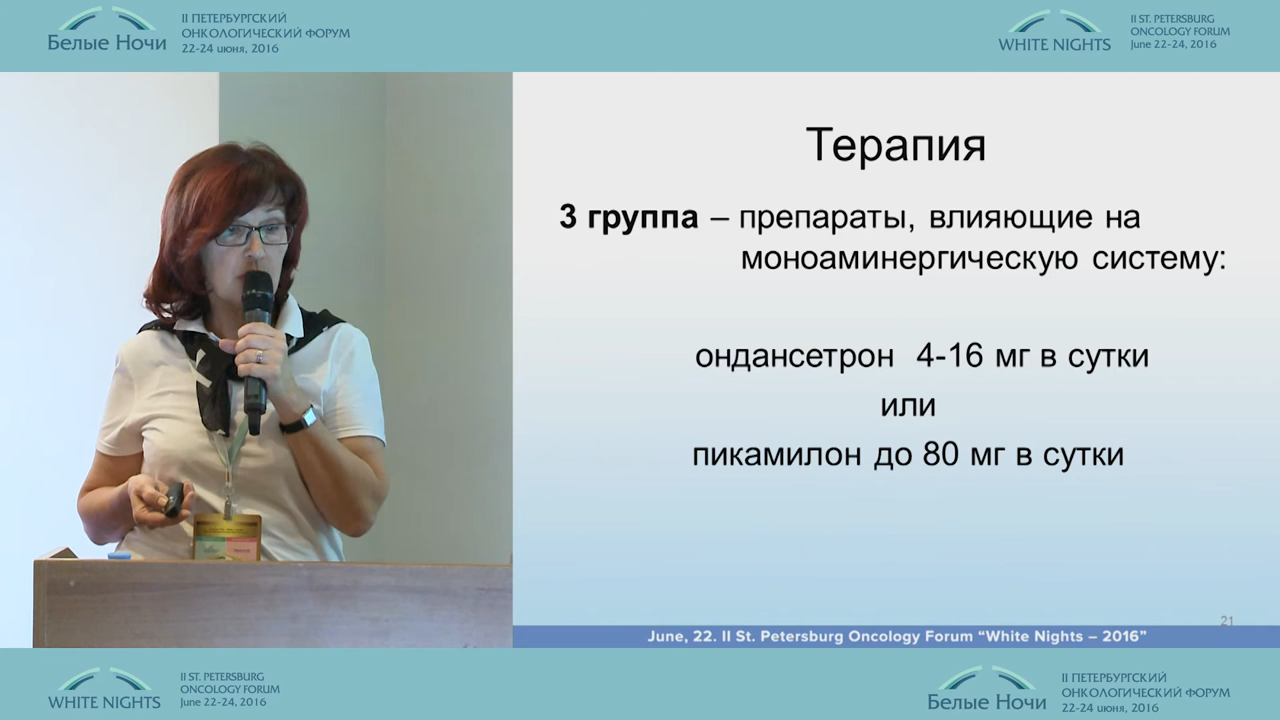 Белые Ночи
II ПЕТЕРБУРГСКИЙ
ОНКОЛОГИЧЕСКИЙ ФОРУМ
22-24 июня, 2016
WHITE NIGHTS
II ST. PETERSBURG
ONCOLOGY FORUM
June 22-24, 2016
Терапия
3 группа – препараты, влияющие на
моноаминергическую систему:
ондансетрон 4-16 мг в сутки
или
пикамилон до 80 мг в сутки
21
June, 22. II St. Petersburg Oncology Forum “White Nights – 2016”
WHITE NIGHTS
II ST. PETERSBURG
ONCOLOGY FORUM
June 22-24, 2016
Белые Ночи
II ПЕТЕРБУРГСКИЙ
ОНКОЛОГИЧЕСКИЙ ФОРУМ
22-24 июня, 2016